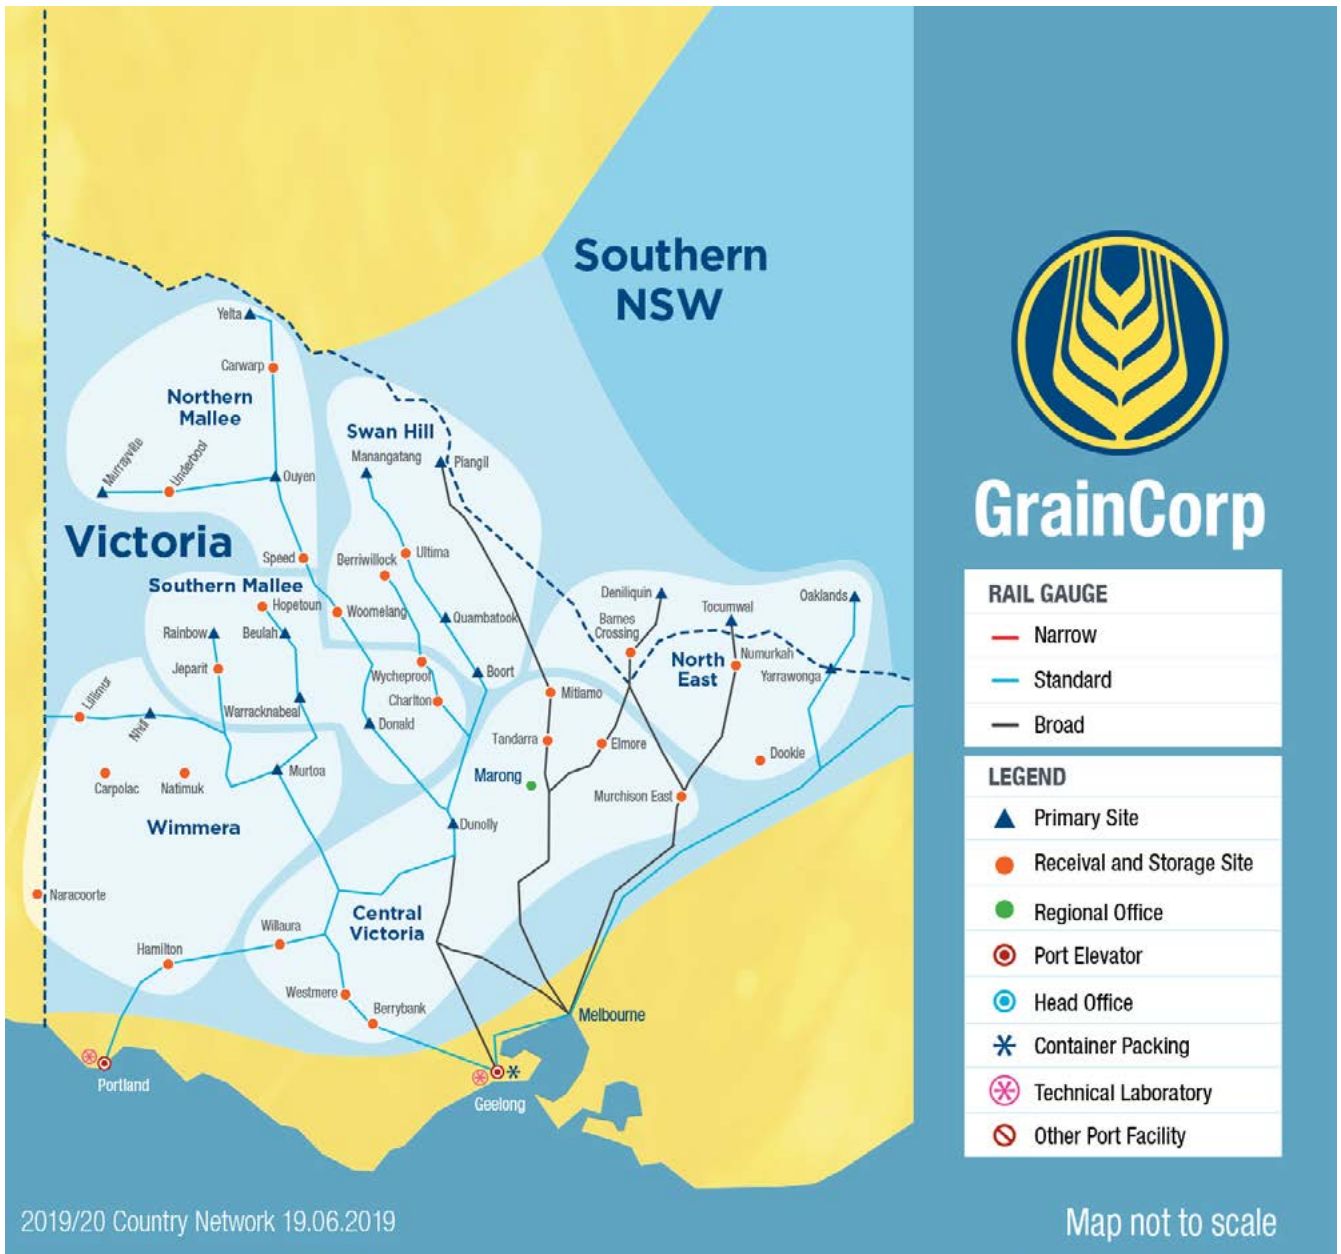 Southern
NSW
Yelta
Carwarp
Northern
Mallee
Swan Hill
Manangatang
Piangil
Murrayville
Underbool
Ouyen
Victoria
Speed
Berriwillock
Ultima
Southern Mallee
Hopetoun
Woomelang
Quambatook
Deniliquin
Tocumwal
Oaklands
Barnes
Crossing
Rainbow
Beulah
Jeparit
Wycheproof
Boort
North
East
Numurkah
Yarrawonga
Lillimur
Nhill
Warracknabeal
Charlton
Donald
Mitiamo
Tandarra
Elmore
Dookie
Carpolac
Natimuk
Murtoa
Marong
Murchison East
Wimmera
Dunolly
Naracoorte
Central
Victoria
Willaura
Hamilton
Westmere
Berrybank
Melbourne
Portland
Geelong
2019/20 Country Network 19.06.2019
GrainCorp
RAIL GAUGE
Narrow
Standard
Broad
LEGEND
Primary Site
Receival and Storage Site
Regional Office
Port Elevator
Head Office
Container Packing
Technical Laboratory
Other Port Facility
Map not to scale